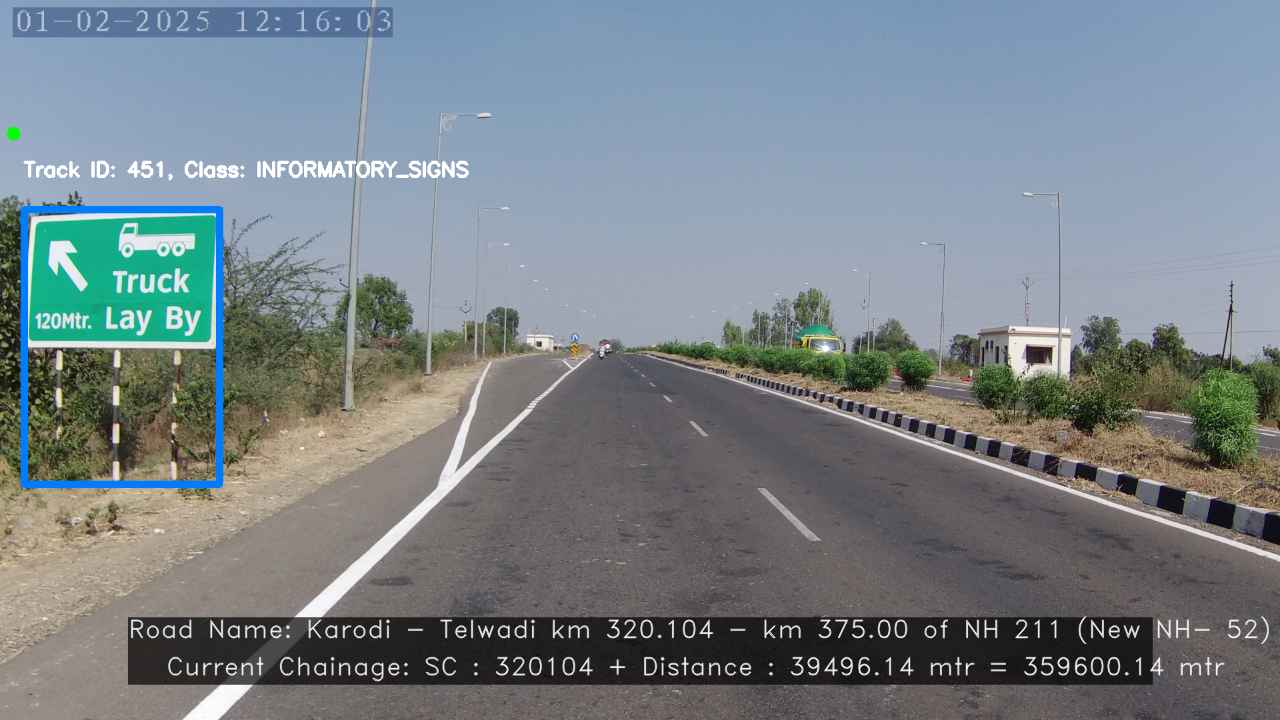 01-02-2025 12:16:03
Track ID: 451, Class: INFORMATORY_SIGNS
Truck
120Mtr. Lay By
Road Name: Karodi - Telwadi km 320.104 - km 375.00 of NH 211 (New NH- 52)
Current Chainage: SC : 320104 + Distance : 39496.14 mtr = 359600.14 mtr